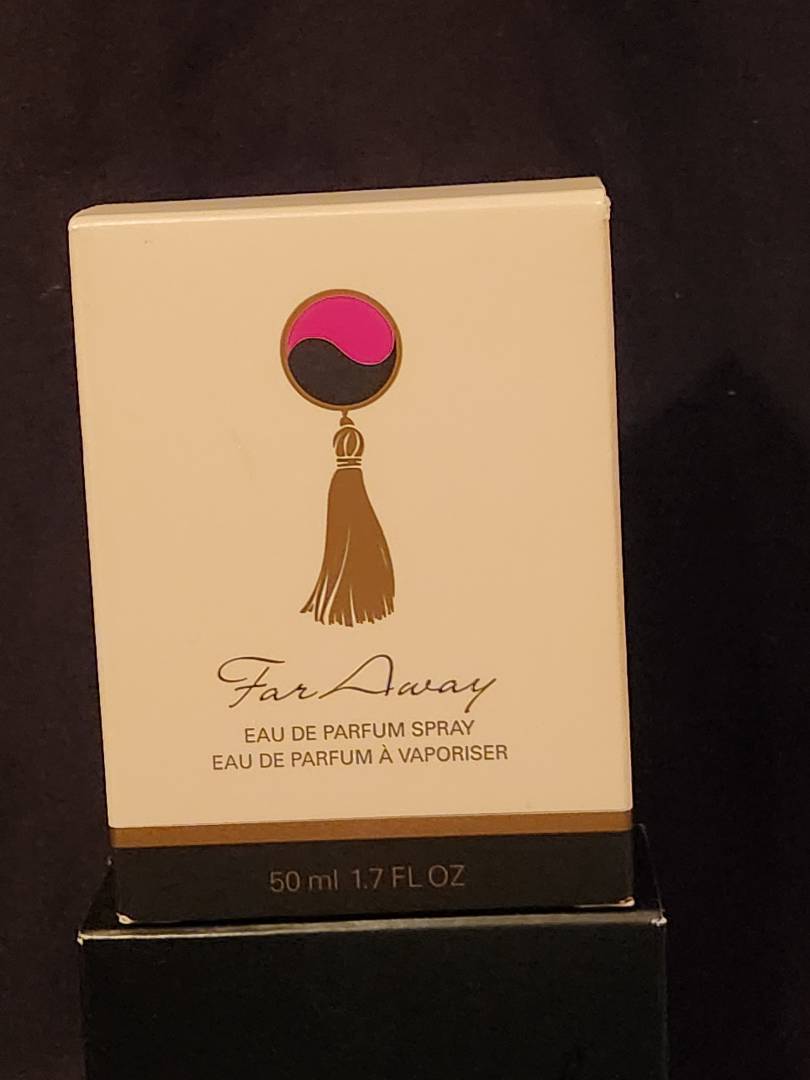 Far Away
EAU DE PARFUM SPRAY
EAU DE PARFUM À VAPORISER
50 ml 1.7 FL OZ